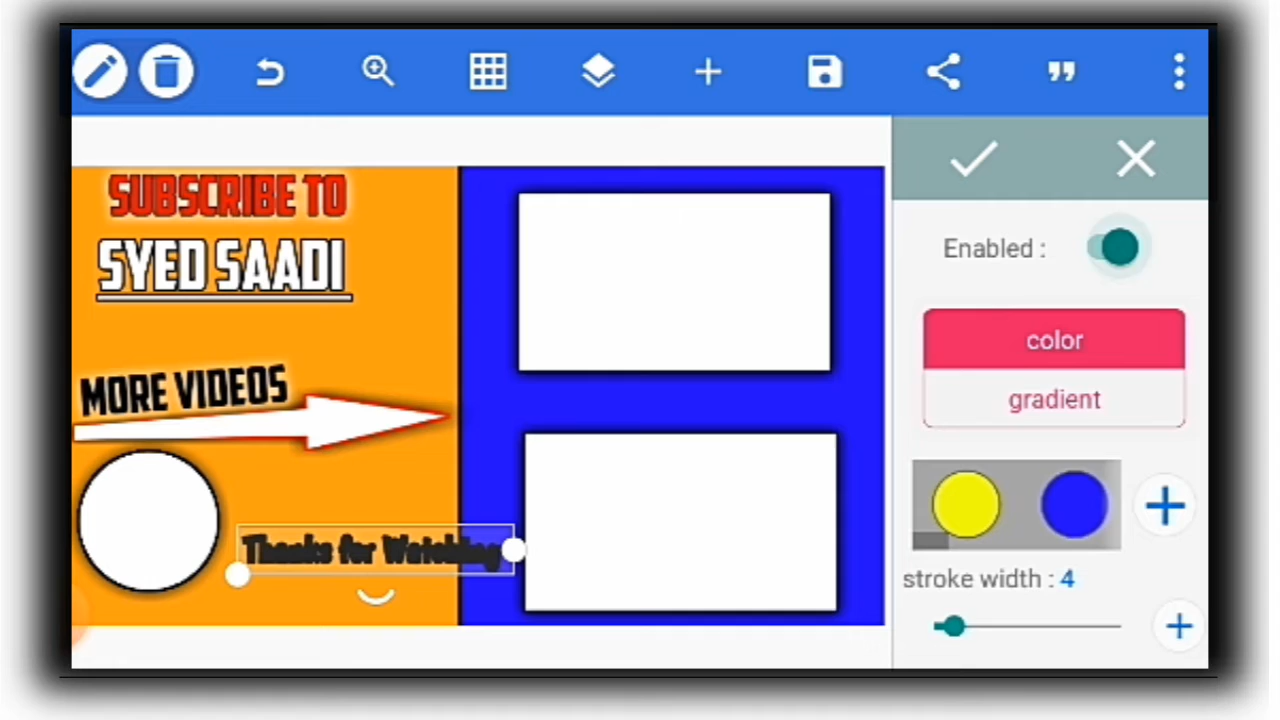 SUBSCRIBE TO
SYED SAADI
MORE VIDEOS
Thanks for Watching
Enabled :
color
gradient
stroke width : 4